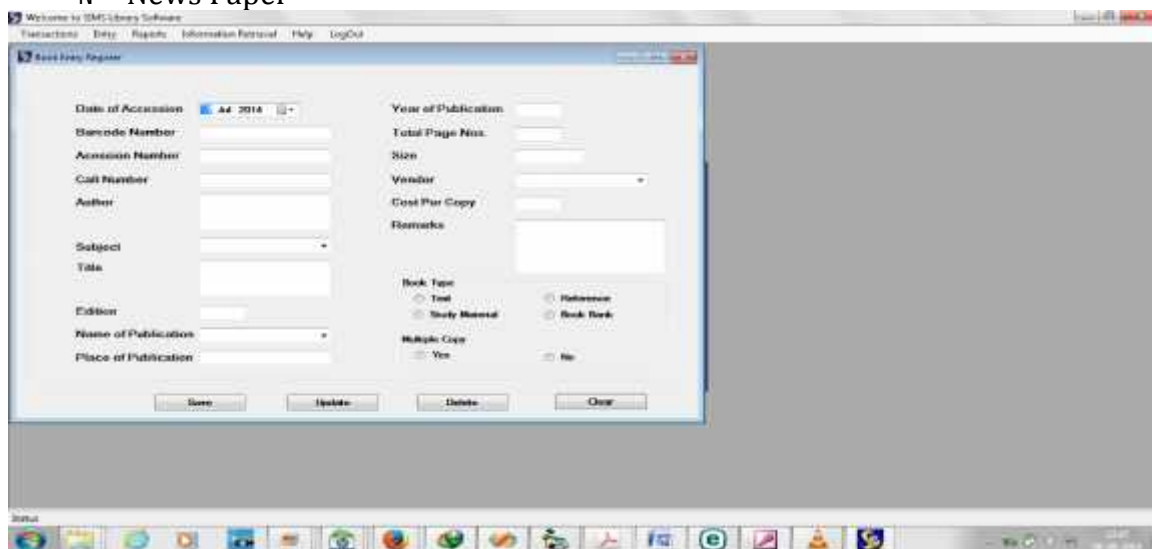 News Paper
Welcome to SIMS Library Software
Transactions Entry Reports Information Retrieval Help LogOut
Book Entry Register
Date of Accession Jul 2014
Barcode Number
Accession Number
Call Number
Author
Subject
Title
Edition
Name of Publication
Place of Publication
Year of Publication
Total Page Nos.
Size
Vendor
Cost Per Copy
Remarks
Book Type
Text Reference
Study Material Book Bank
Multiple Copy
Yes No
Save Update Delete Clear
Status